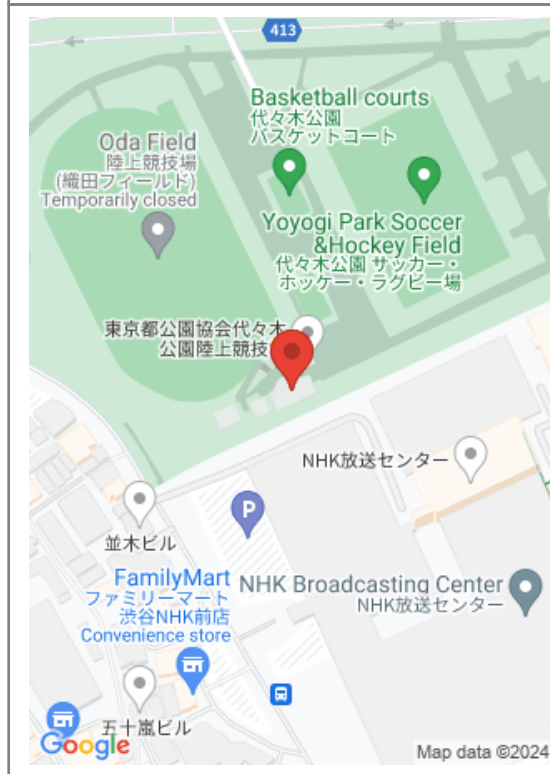 413
Basketball courts
代々木公園
バスケットコート
Oda Field
陸上競技場
(織田フィールド)
Temporarily closed
Yoyogi Park Soccer
&Hockey Field
代々木公園 サッカー・
ホッケー・ラグビー場
東京都公園協会代々木
公園陸上競技
NHK放送センター
P
並木ビル
FamilyMart
ファミリーマート
渋谷NHK前店
Convenience store
NHK Broadcasting Center
NHK放送センター
五十嵐ビル
Google
Map data ©2024